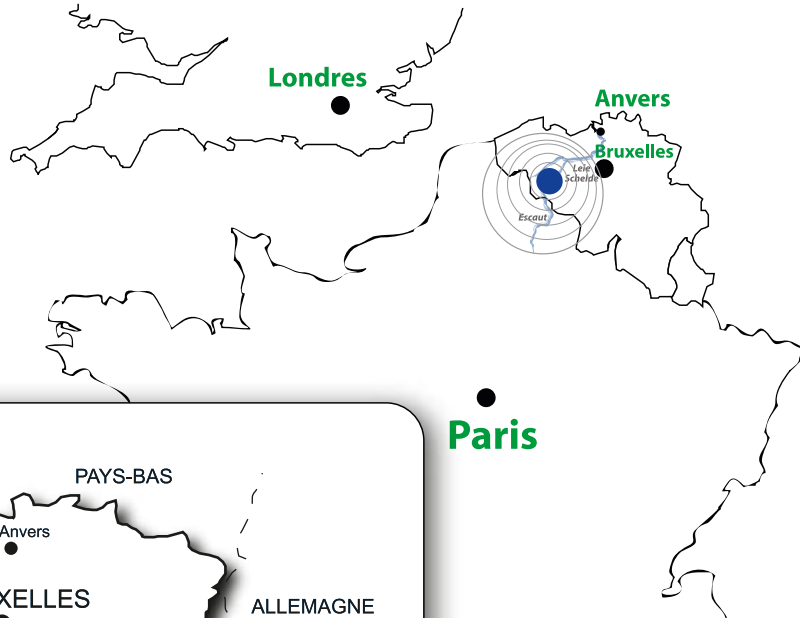 Londres
Anvers
Bruxelles
Leie
Schelde
Escaut
Paris
PAYS-BAS
Anvers
XELLES
ALLEMAGNE